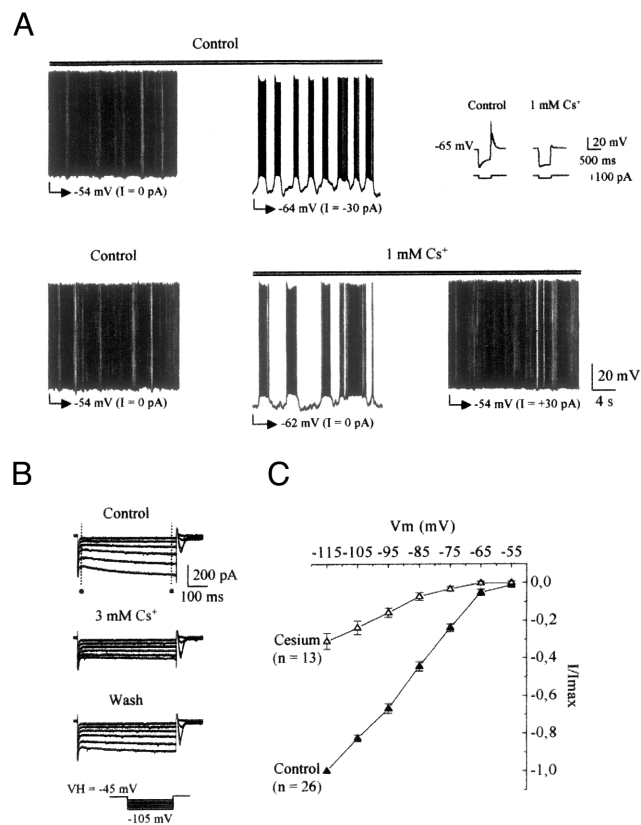 A
Control
Control
1 mM Cs⁺
-65 mV
20 mV
500 ms
+100 pA
-54 mV (I = 0 pA)
-64 mV (I = -30 pA)
Control
1 mM Cs⁺
-54 mV (I = 0 pA)
-62 mV (I = 0 pA)
-54 mV (I = +30 pA)
20 mV
4 s
B
Control
200 pA
100 ms
3 mM Cs⁺
Wash
VH = -45 mV
-105 mV
C
Vm (mV)
-115 -105 -95 -85 -75 -65 -55
0,0
-0,2
-0,4
-0,6
-0,8
-1,0
I/Imax
Cesium
(n = 13)
Control
(n = 26)